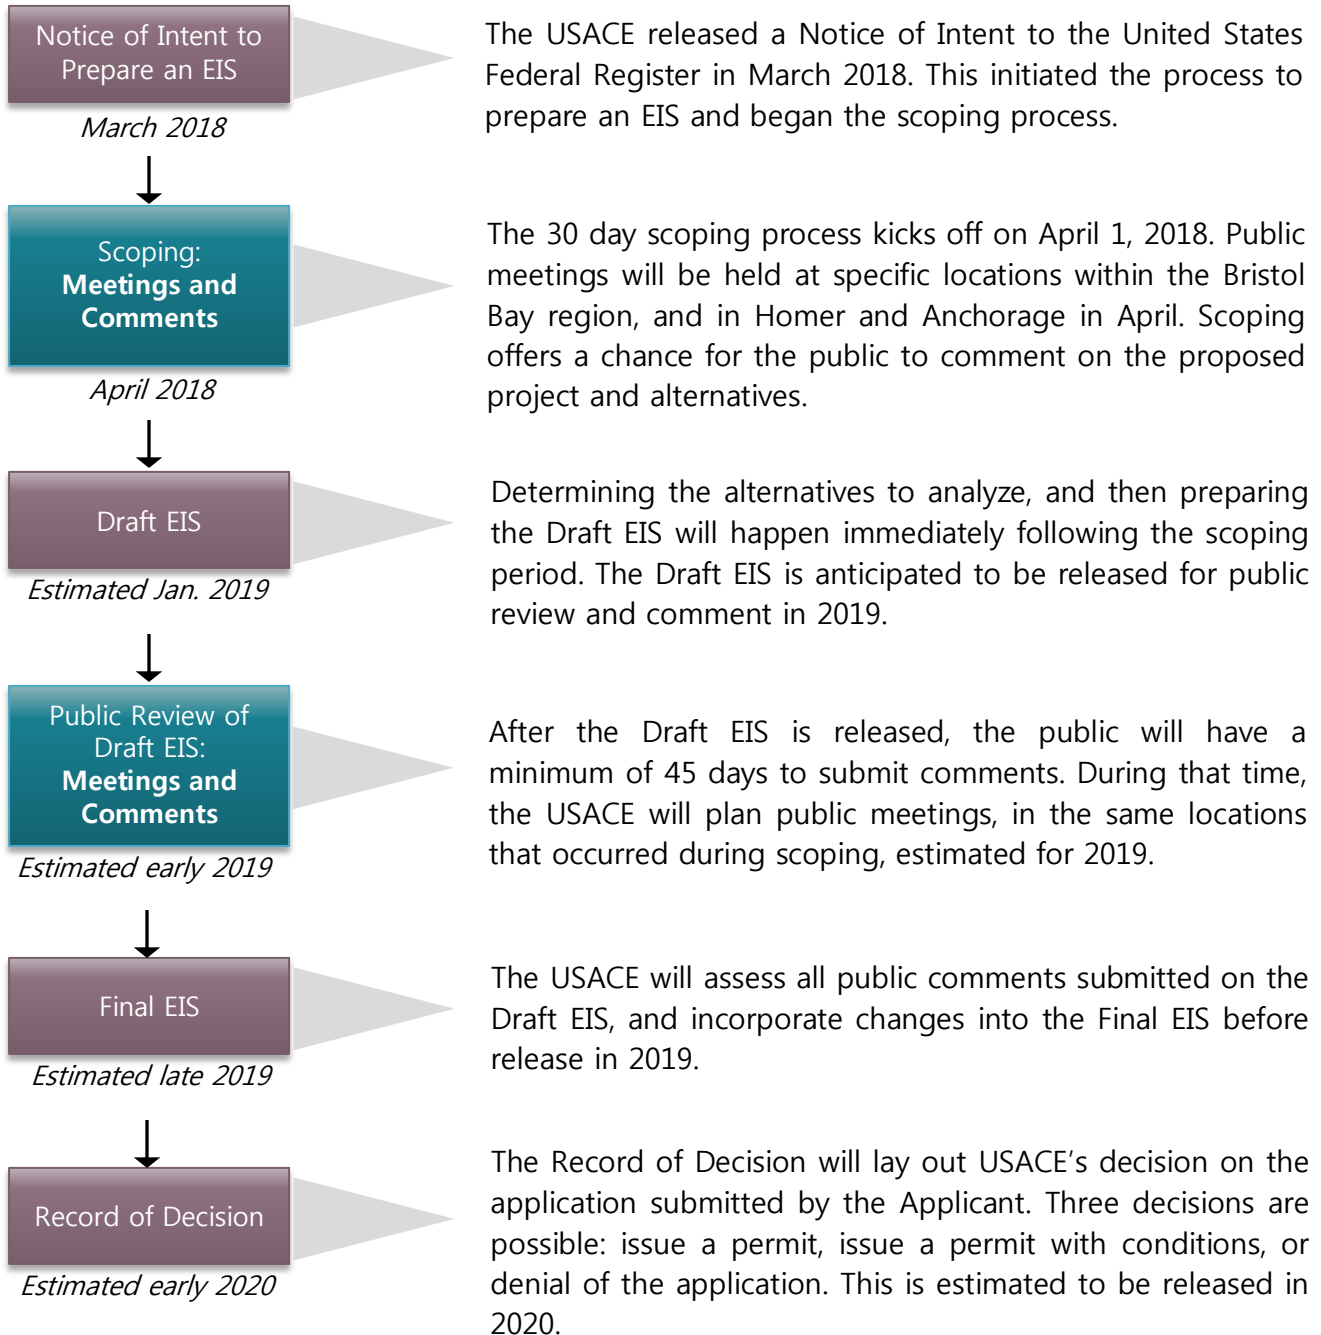 Notice of Intent to
Prepare an EIS
March 2018
The USACE released a Notice of Intent to the United States
Federal Register in March 2018. This initiated the process to
prepare an EIS and began the scoping process.
Scoping:
Meetings and
Comments
April 2018
The 30 day scoping process kicks off on April 1, 2018. Public
meetings will be held at specific locations within the Bristol
Bay region, and in Homer and Anchorage in April. Scoping
offers a chance for the public to comment on the proposed
project and alternatives.
Draft EIS
Estimated Jan. 2019
Determining the alternatives to analyze, and then preparing
the Draft EIS will happen immediately following the scoping
period. The Draft EIS is anticipated to be released for public
review and comment in 2019.
Public Review of
Draft EIS:
Meetings and
Comments
Estimated early 2019
After the Draft EIS is released, the public will have a
minimum of 45 days to submit comments. During that time,
the USACE will plan public meetings, in the same locations
that occurred during scoping, estimated for 2019.
Final EIS
Estimated late 2019
The USACE will assess all public comments submitted on the
Draft EIS, and incorporate changes into the Final EIS before
release in 2019.
Record of Decision
Estimated early 2020
The Record of Decision will lay out USACE's decision on the
application submitted by the Applicant. Three decisions are
possible: issue a permit, issue a permit with conditions, or
denial of the application. This is estimated to be released in
2020.